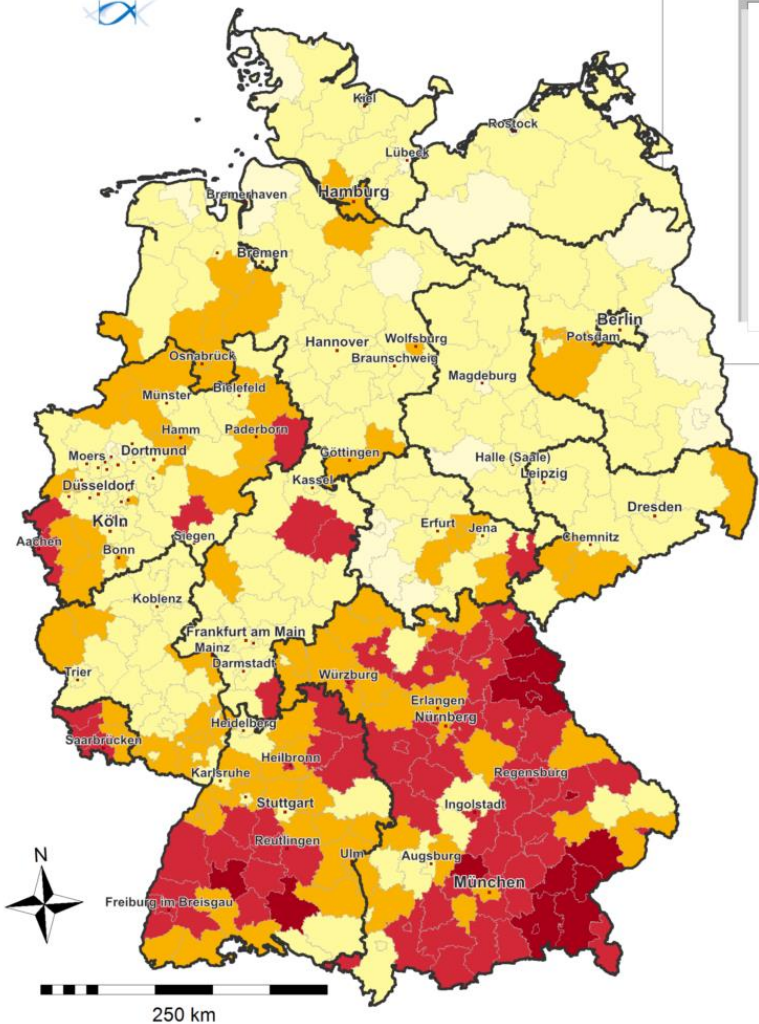 Kiel
Rostock
Lübeck
Bremerhaven
Hamburg
Bremen
Berlin
Hannover
Wolfsburg
Potsdam
Braunschweig
Osnabrück
Magdeburg
Bielefeld
Münster
Hamm
Paderborn
Moers
Dortmund
Göttingen
Halle (Saale)
Leipzig
Düsseldorf
Kassel
Dresden
Köln
Erfurt
Jena
Chemnitz
Aachen
Siegen
Bonn
Koblenz
Frankfurt am Main
Mainz
Darmstadt
Würzburg
Trier
Erlangen
Nürnberg
Heidelberg
Saarbrücken
Heilbronn
Karlsruhe
Regensburg
Stuttgart
Ingolstadt
Reutlingen
Ulm
Augsburg
München
Freiburg im Breisgau
N
250 km